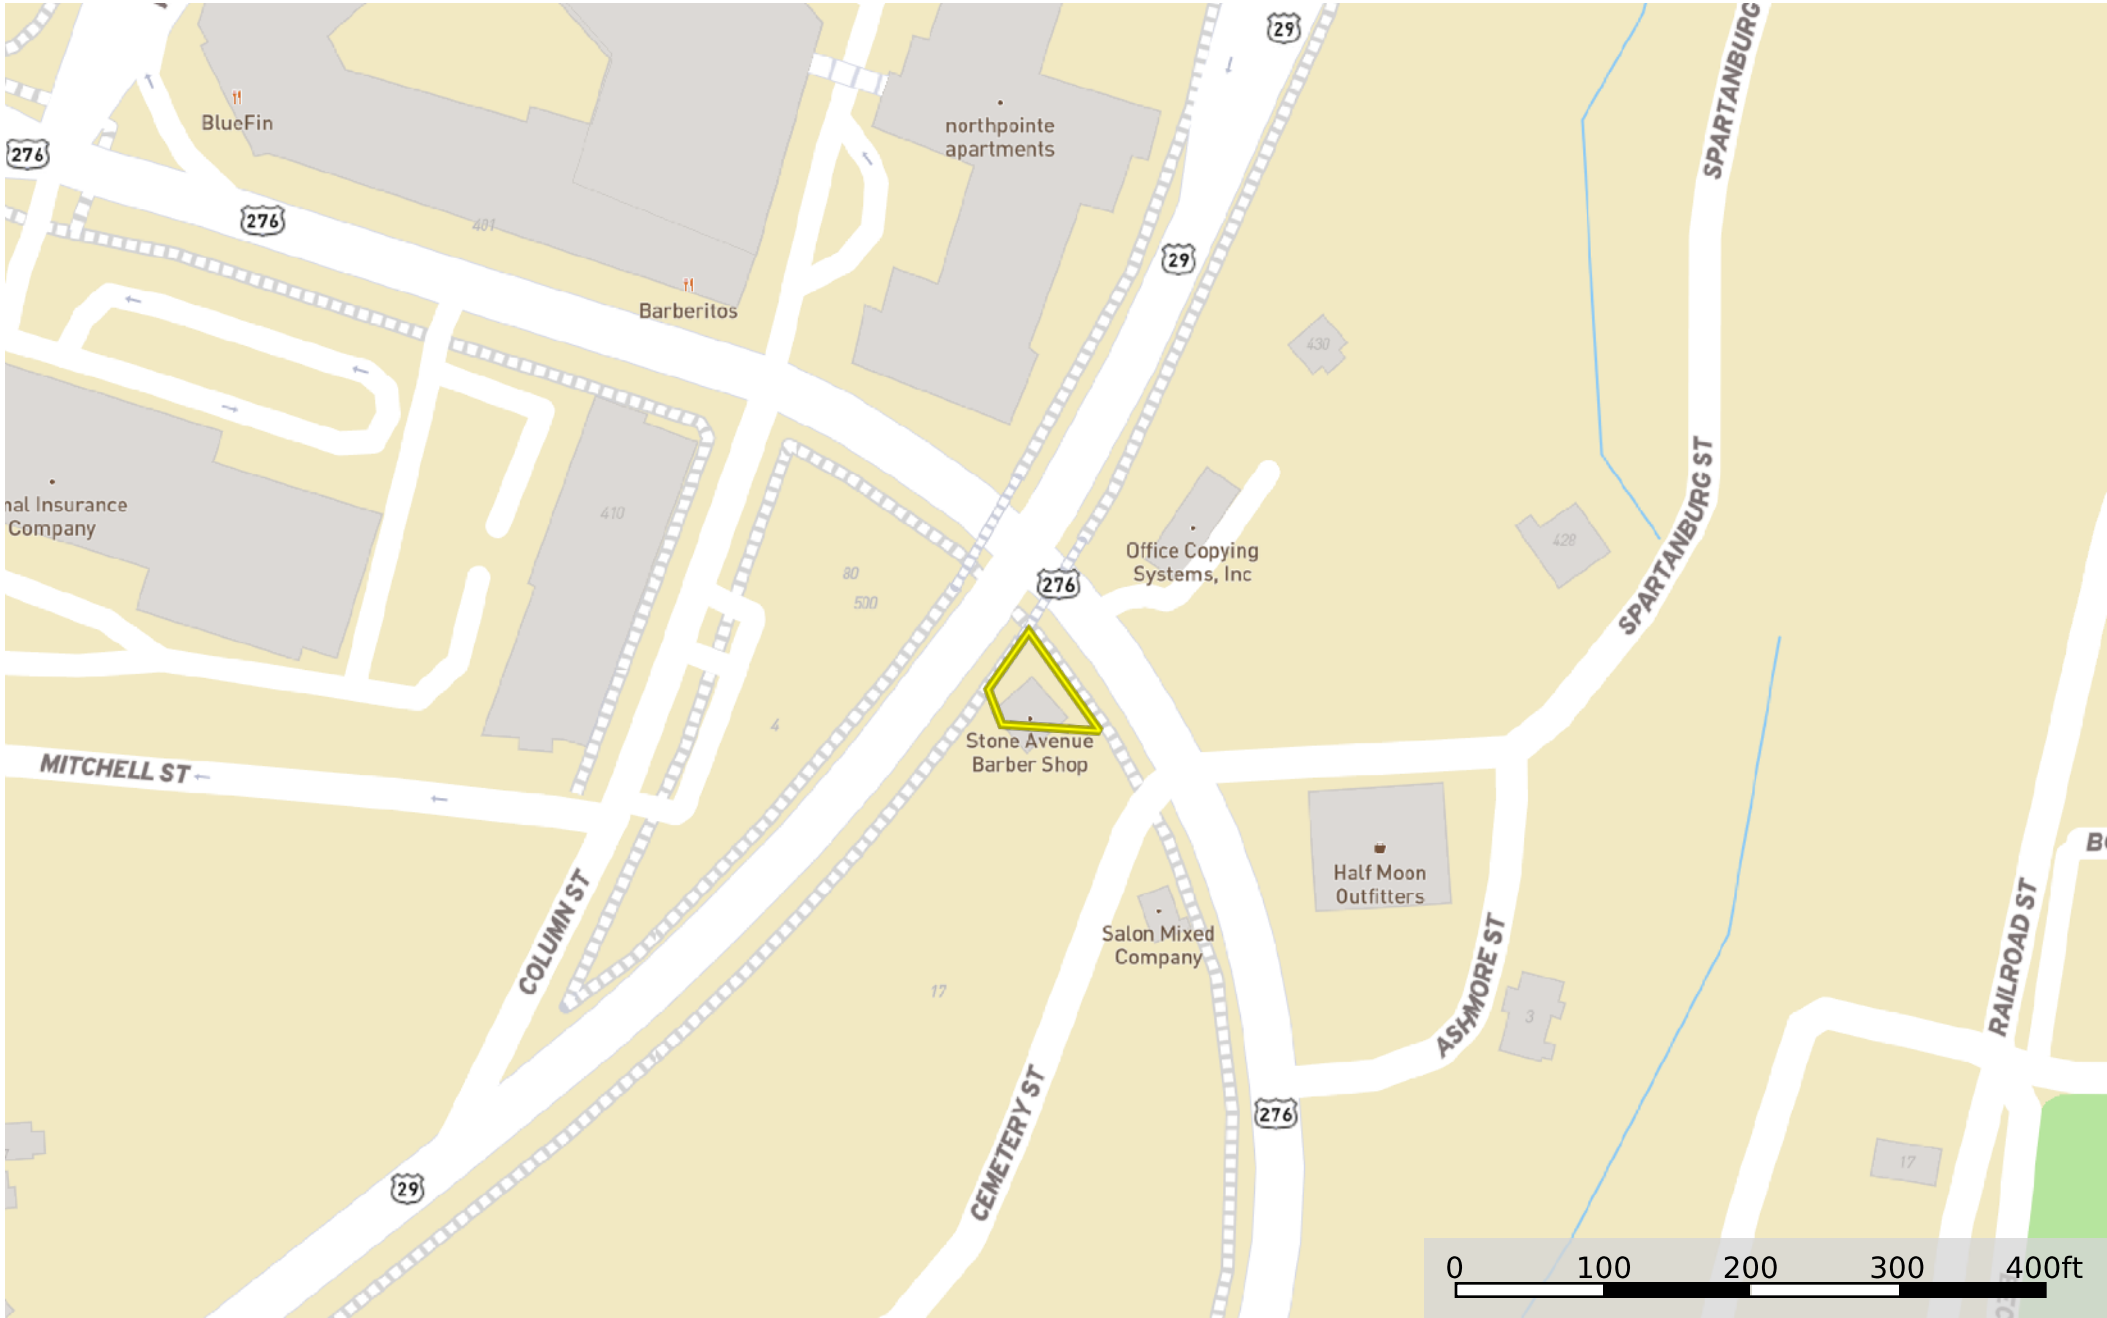 29
SPARTANBURG
BlueFin
northpointe
apartments
276
276
401
29
Barberitos
430
SPARTANBURG ST
nal Insurance
Company
410
428
Office Copying
Systems, Inc
80
276
500
4
Stone Avenue
Barber Shop
MITCHELL ST
Half Moon
Outfitters
COLUMN ST
Salon Mixed
Company
ASHMORE ST
RAILROAD ST
17
3
CEMETERY ST
276
17
29
0 100 200 300 400ft